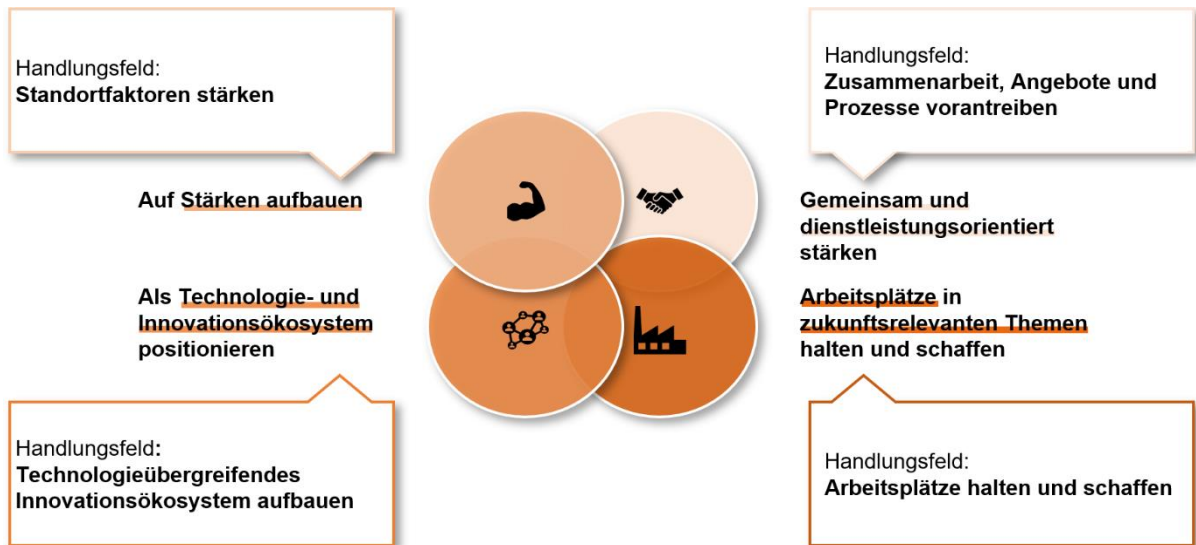 Handlungsfeld:
Standortfaktoren stärken
Handlungsfeld:
Zusammenarbeit, Angebote und
Prozesse vorantreiben
Auf Stärken aufbauen
Gemeinsam und
dienstleistungsorientiert
stärken
Als Technologie- und
Innovationsökosystem
positionieren
Arbeitsplätze in
zukunftsrelevanten Themen
halten und schaffen
Handlungsfeld:
Technologieübergreifendes
Innovationsökosystem aufbauen
Handlungsfeld:
Arbeitsplätze halten und schaffen